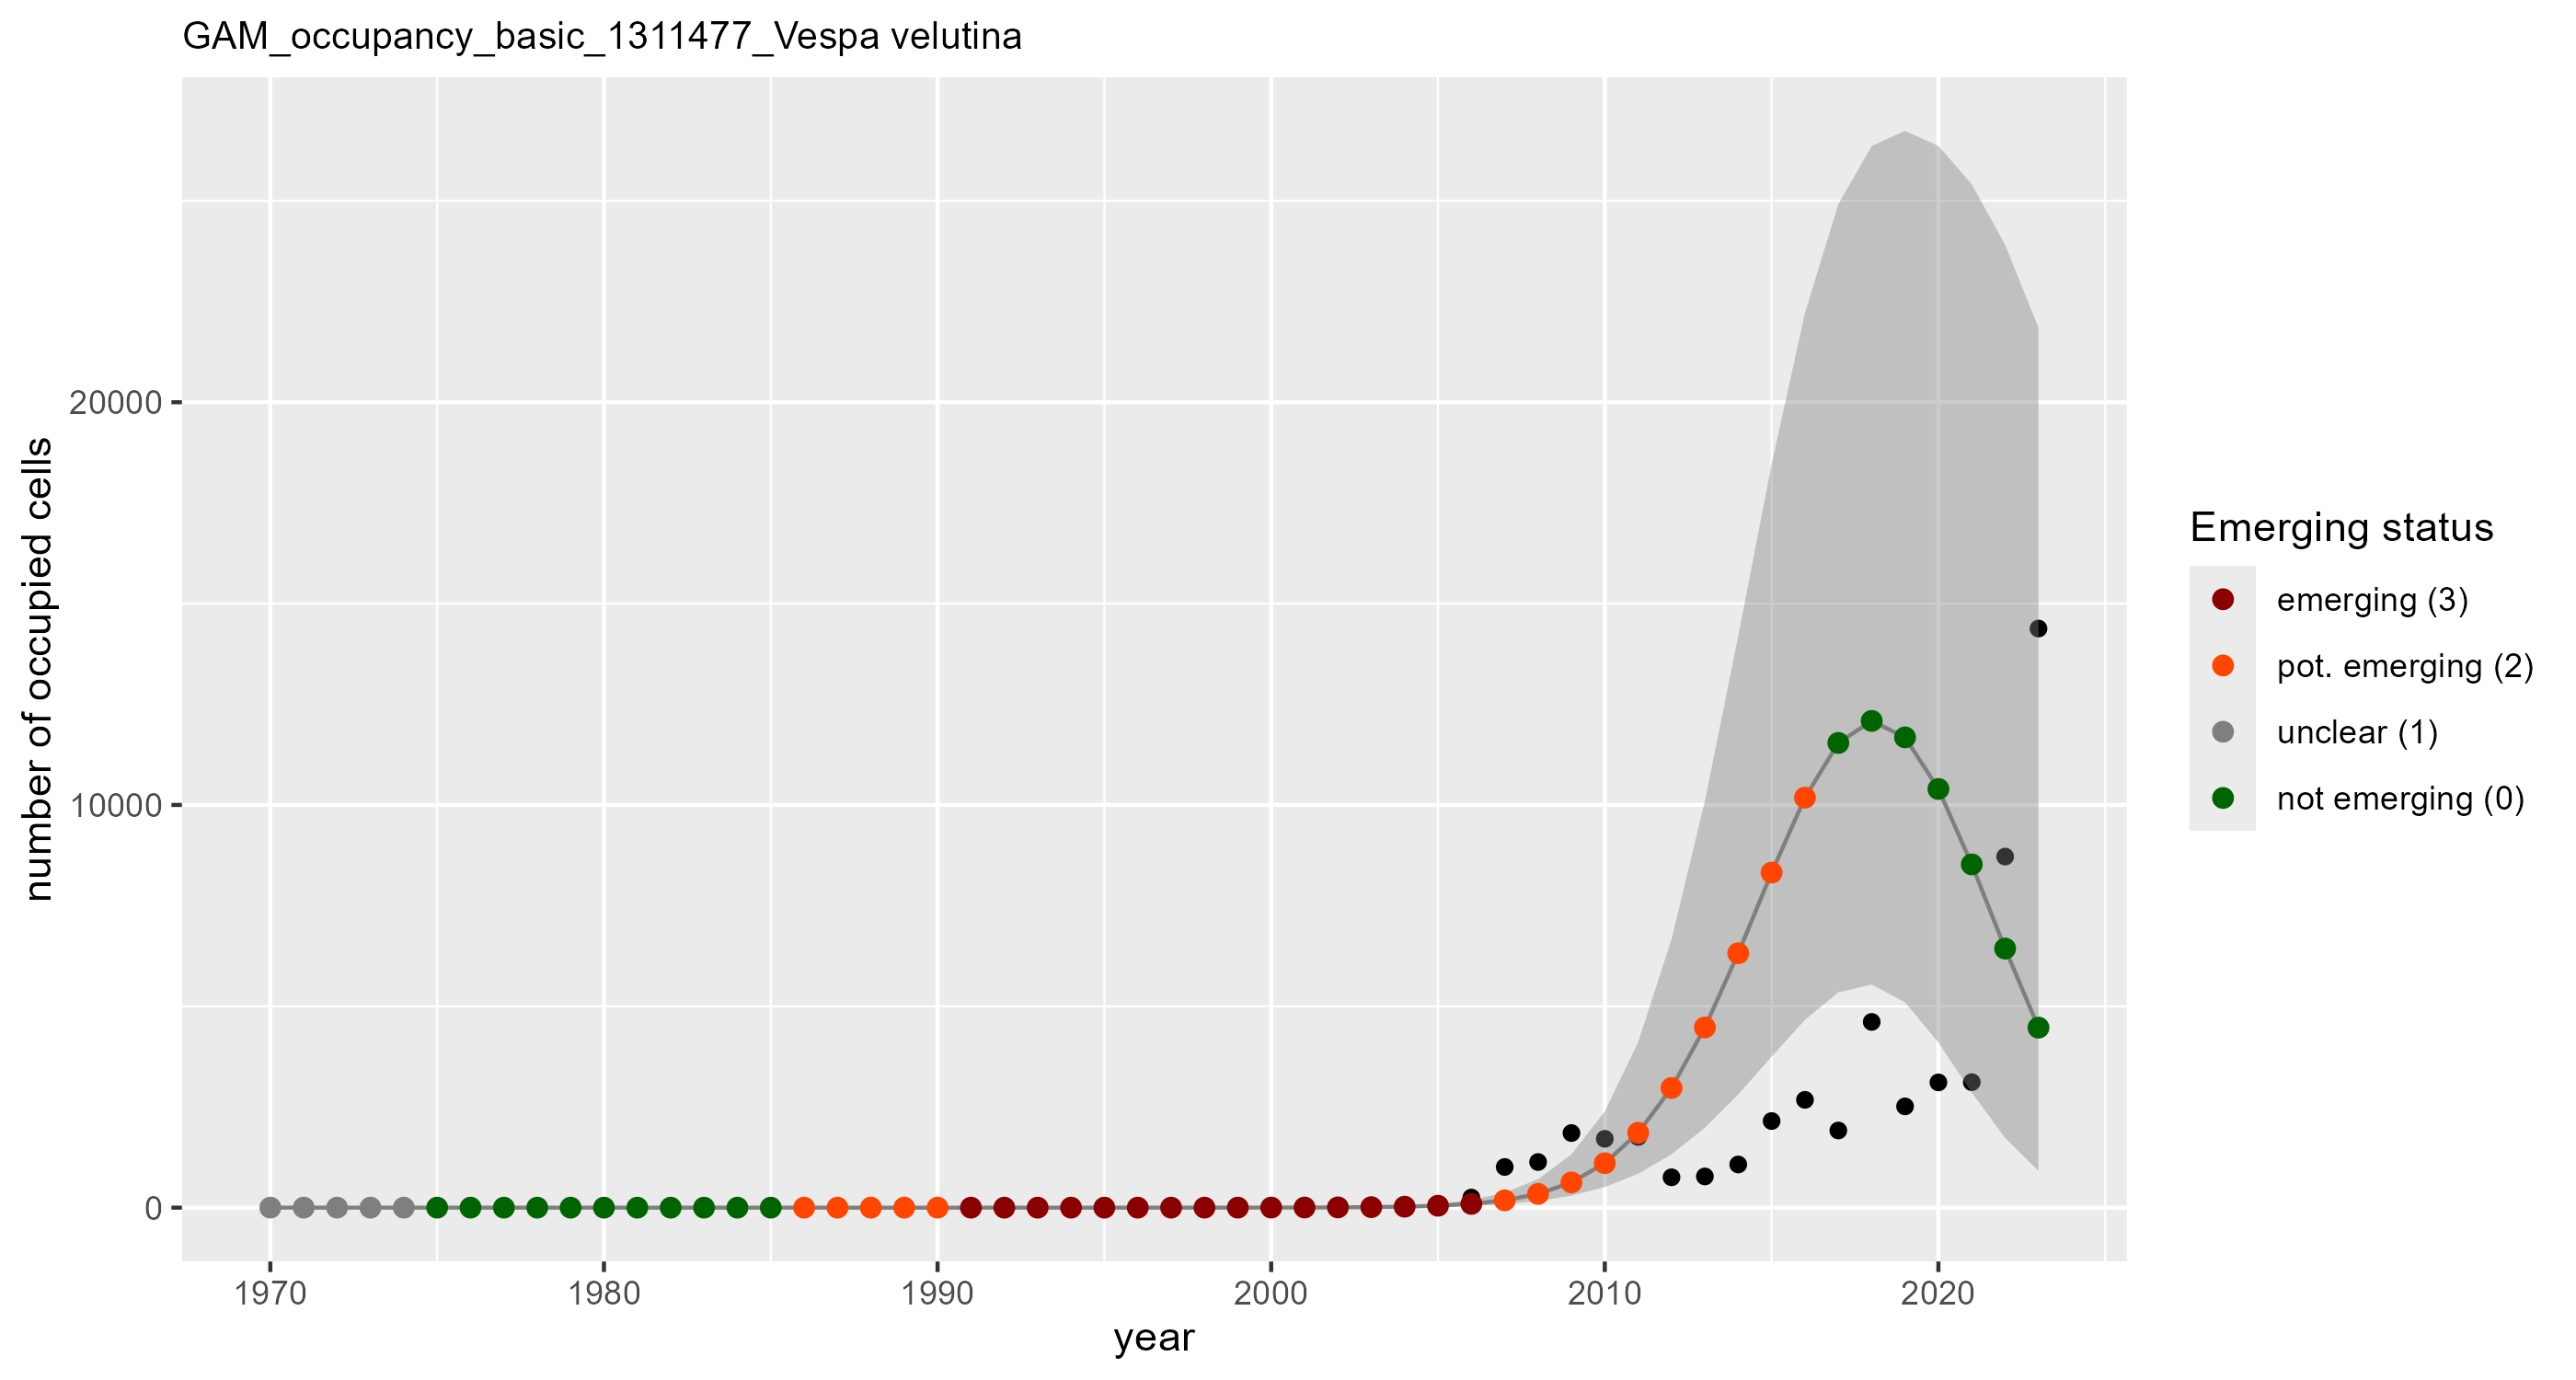 GAM_occupancy_basic_1311477_Vespa velutina
number of occupied cells
20000
10000
0
1970 1980 1990 2000 2010 2020
year
Emerging status
emerging (3)
pot. emerging (2)
unclear (1)
not emerging (0)